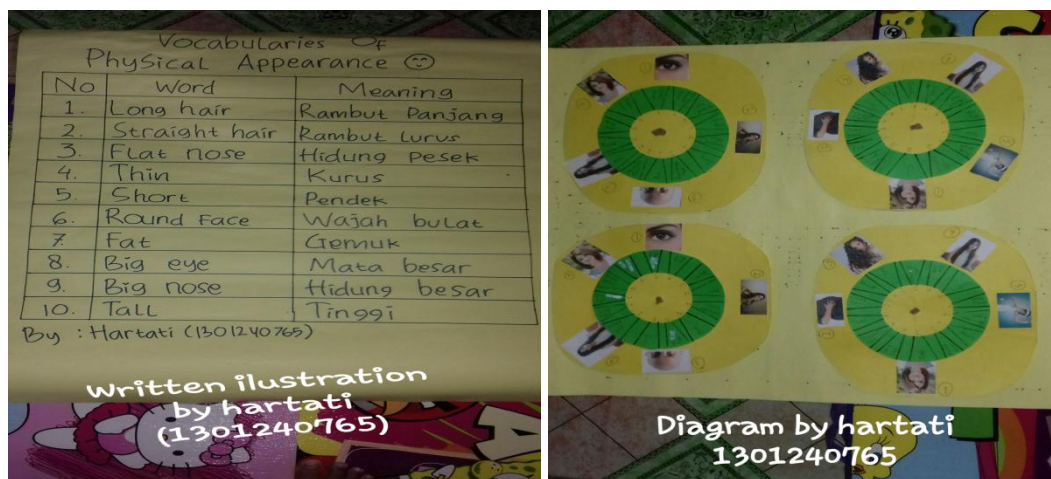 Vocabularies Of
Physical Appearance
No Word Meaning
1. Long hair Rambut Panjang
2. Straight hair Rambut Lurus
3. Flat nose Hidung Pesek
4. Thin Kurus
5. Short Pendek
6. Round Face Wajah bulat
7. Fat Gemuk
8. Big eye Mata besar
9. Big nose Hidung besar
10. Tall Tinggi
By : Hartati (1301240765)
Written ilustration
by hartati
(1301240765)
Diagram by hartati
1301240765